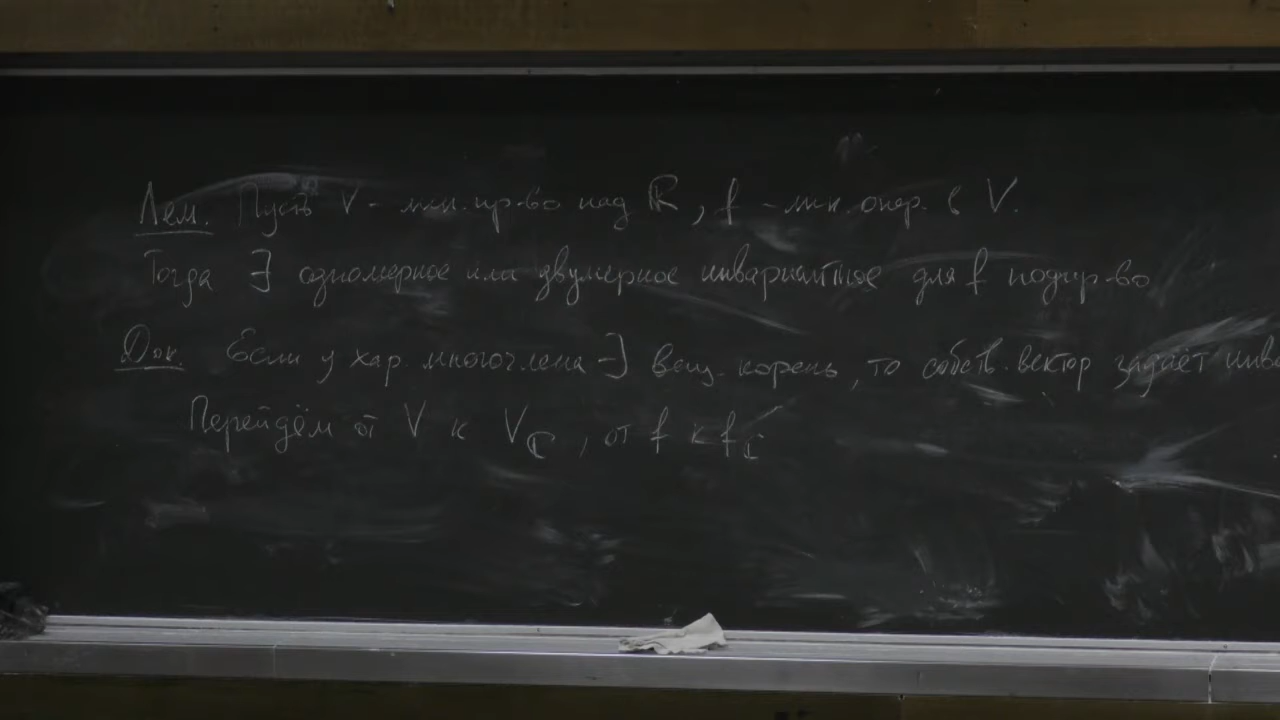 Лем. Пусть V - лин. пр-во над ℝ, f - лин. опер. в V.
Тогда ∃ одномерное или двумерное инвариантное для f подпр-во
Док. Если у хар. многочлена ∃ вещ. корень, то собств. вектор задаёт инва
Перейдём от V к V_ℂ, от f к f_ℂ